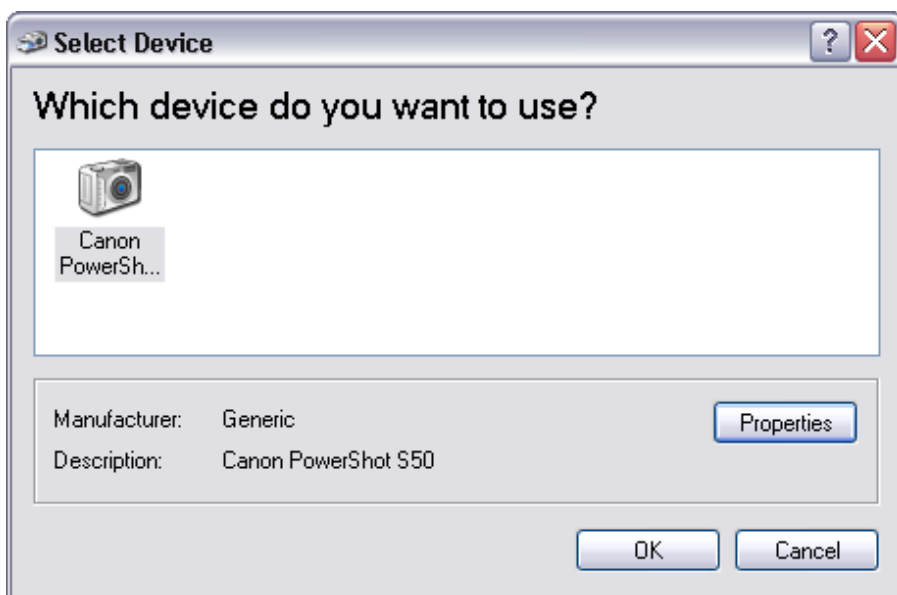 Select Device
Which device do you want to use?
Canon
PowerSh...
Manufacturer: Generic
Properties
Description: Canon PowerShot S50
OK Cancel